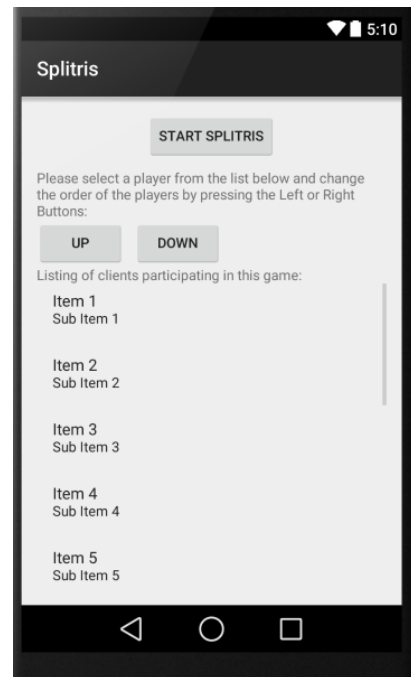 5:10
Splitris
START SPLITRIS
Please select a player from the list below and change
the order of the players by pressing the Left or Right
Buttons:
UP DOWN
Listing of clients participating in this game:
Item 1
Sub Item 1
Item 2
Sub Item 2
Item 3
Sub Item 3
Item 4
Sub Item 4
Item 5
Sub Item 5